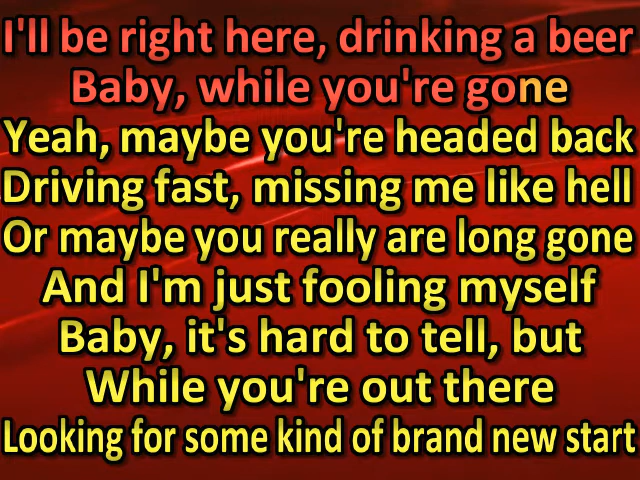 I'll be right here, drinking a beer
Baby, while you're gone
Yeah, maybe you're headed back
Driving fast, missing me like hell
Or maybe you really are long gone
And I'm just fooling myself
Baby, it's hard to tell, but
While you're out there
Looking for some kind of brand new start